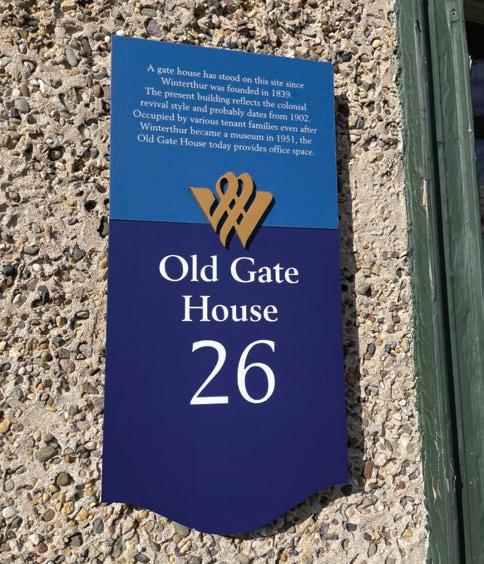 A gate house has stood on this site since
Winterthur was founded in 1839.
The present building reflects the colonial
revival style and probably dates from 1902.
Occupied by various tenant families even after
Winterthur became a museum in 1951, the
Old Gate House today provides office space.
Old Gate
House
26